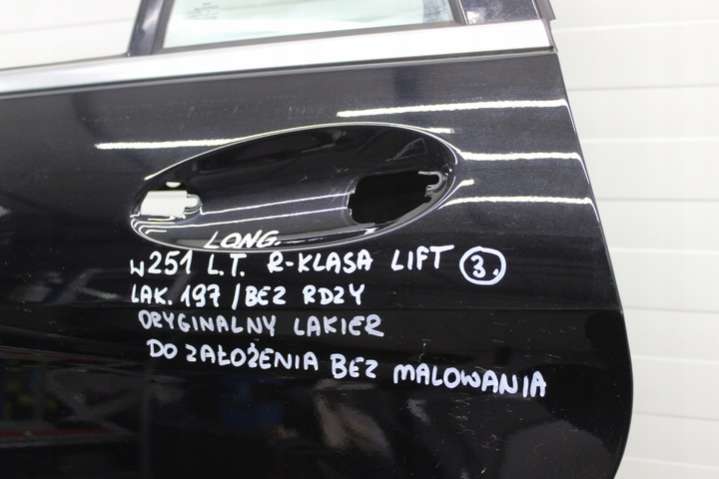 LONG.
W251 L.T. R-KLASA LIFT 3.
LAK. 197/BEZ RDZY
ORYGINALNY LAKIER
DO ZAŁOŻENIA BEZ MALOWANIA